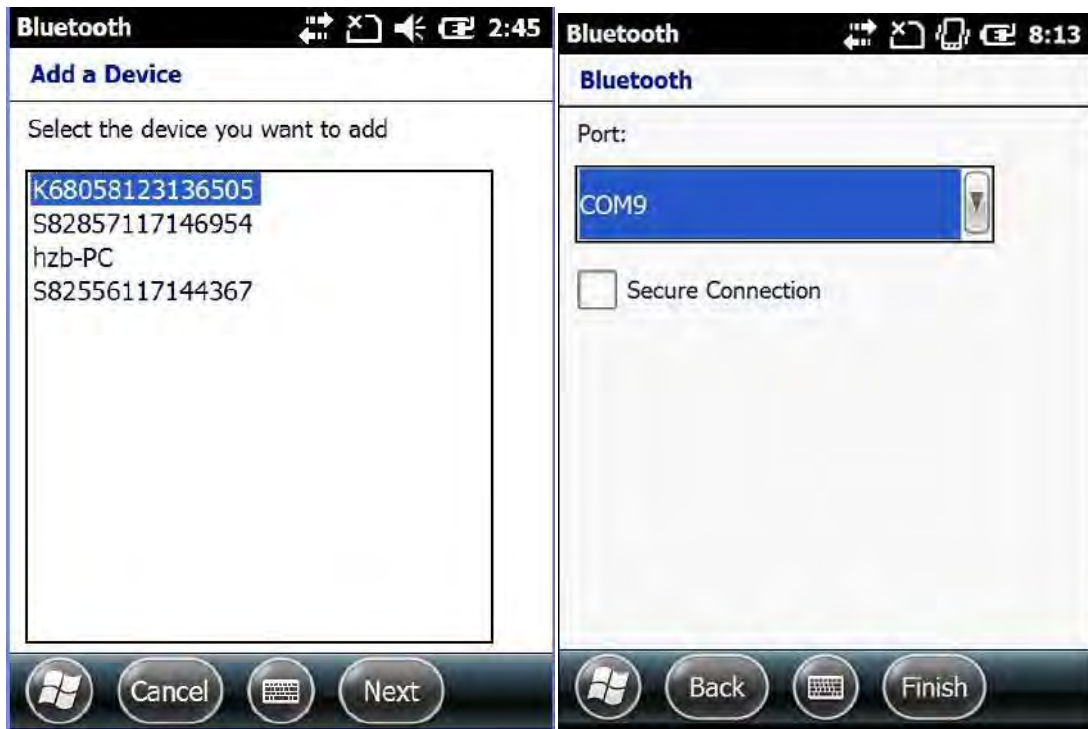 Bluetooth 2:45
Add a Device
Select the device you want to add
K68058123136505
S82857117146954
hzb-PC
S82556117144367
Cancel Next
Bluetooth 8:13
Bluetooth
Port:
COM9
Secure Connection
Back Finish